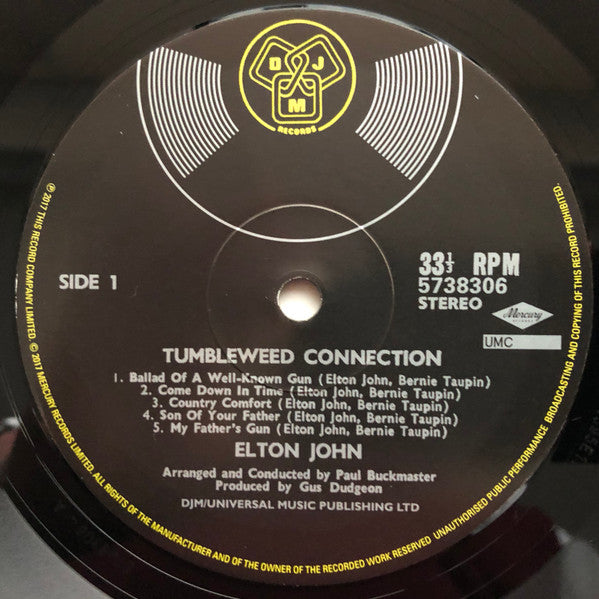 D J
M
RECORDS
SIDE 1
33⅓ RPM
5738306
STEREO
Mercury
RECORDS
UMC
TUMBLEWEED CONNECTION
1. Ballad Of A Well-Known Gun (Elton John, Bernie Taupin)
2. Come Down In Time (Elton John, Bernie Taupin)
3. Country Comfort (Elton John, Bernie Taupin)
4. Son Of Your Father (Elton John, Bernie Taupin)
5. My Father's Gun (Elton John, Bernie Taupin)
ELTON JOHN
Arranged and Conducted by Paul Buckmaster
Produced by Gus Dudgeon
DJM/UNIVERSAL MUSIC PUBLISHING LTD
℗ 2017 THIS RECORD COMPANY LIMITED. © 2017 MERCURY RECORDS LIMITED. ALL RIGHTS OF THE MANUFACTURER AND OF THE OWNER OF THE RECORDED WORK RESERVED UNAUTHORISED PUBLIC PERFORMANCE BROADCASTING AND COPYING OF THIS RECORD PROHIBITED.